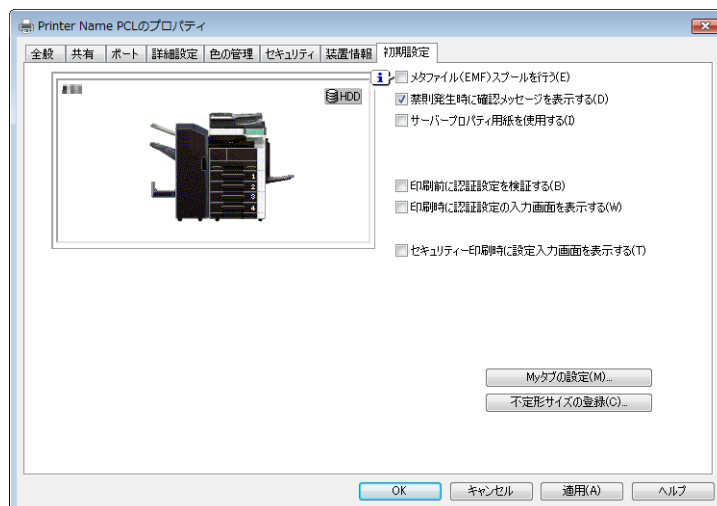 Printer Name PCLのプロパティ
全般 共有 ポート 詳細設定 色の管理 セキュリティ 装置情報 初期設定
HDD
メタファイル(EMF)スプールを行う(E)
禁則発生時に確認メッセージを表示する(D)
サーバープロパティ用紙を使用する(I)
印刷前に認証設定を検証する(B)
印刷時に認証設定の入力画面を表示する(W)
セキュリティー印刷時に設定入力画面を表示する(T)
1
2
3
4
Myタブの設定(M)...
不定形サイズの登録(C)...
OK キャンセル 適用(A) ヘルプ